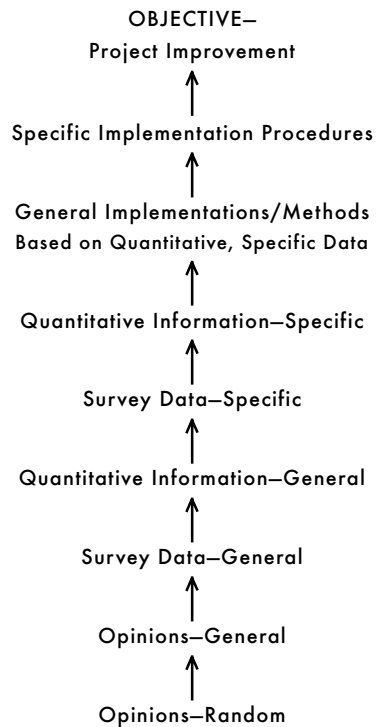 OBJECTIVE—
Project Improvement
Specific Implementation Procedures
General Implementations/Methods
Based on Quantitative, Specific Data
Quantitative Information—Specific
Survey Data—Specific
Quantitative Information—General
Survey Data—General
Opinions—General
Opinions—Random